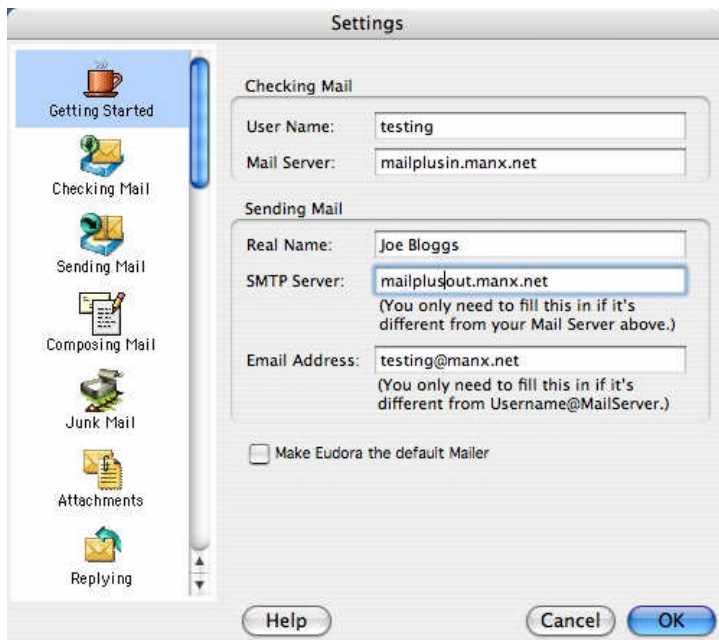 Settings
Getting Started
Checking Mail
Sending Mail
Composing Mail
Junk Mail
Attachments
Replying
Checking Mail
User Name: testing
Mail Server: mailplusin.manx.net
Sending Mail
Real Name: Joe Bloggs
SMTP Server: mailplusout.manx.net
(You only need to fill this in if it's
different from your Mail Server above.)
Email Address: testing@manx.net
(You only need to fill this in if it's
different from Username@MailServer.)
Make Eudora the default Mailer
Help
Cancel
OK